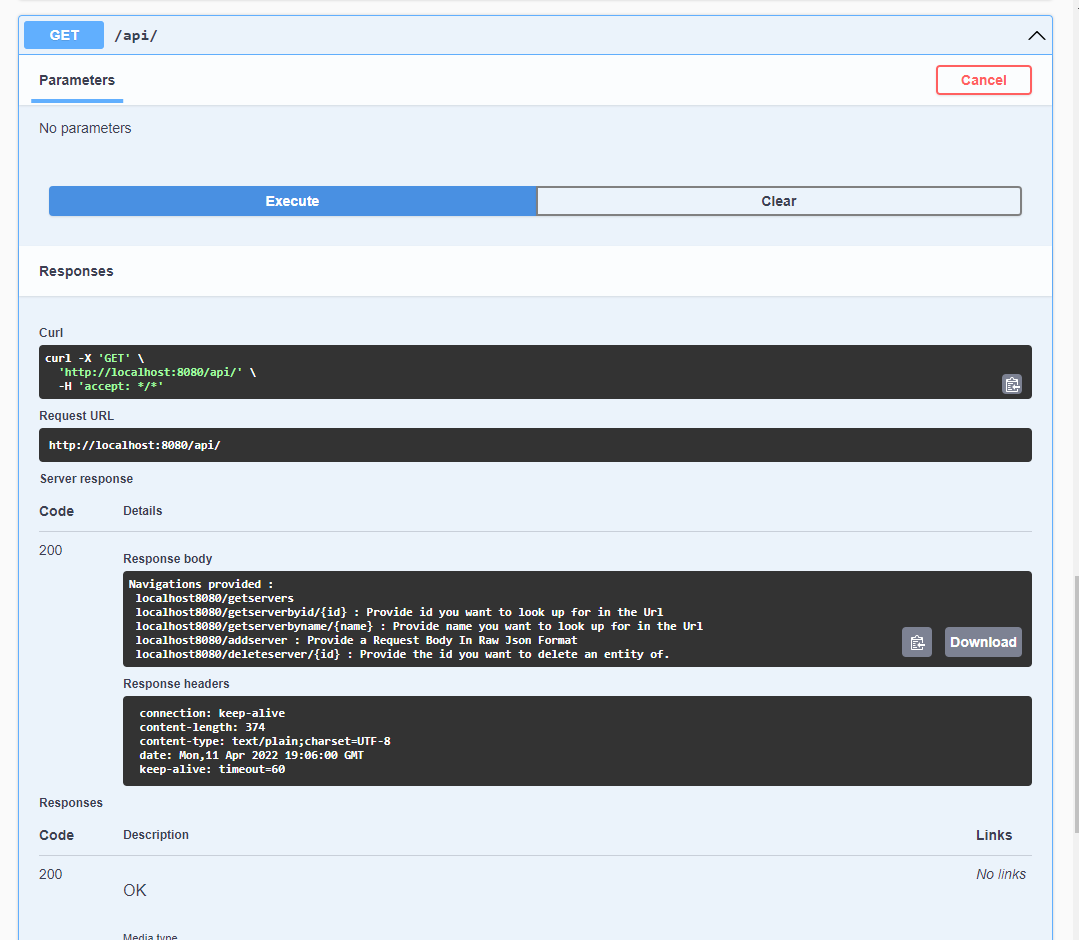 GET /api/
Parameters Cancel
No parameters
Execute Clear
Responses
Curl
curl -X 'GET' \
'http://localhost:8080/api/' \
-H 'accept: */*'
Request URL
http://localhost:8080/api/
Server response
Code Details
200
Response body
Navigations provided :
localhost8080/getservers
localhost8080/getserverbyid/{id} : Provide id you want to look up for in the Url
localhost8080/getserverbyname/{name} : Provide name you want to look up for in the Url
localhost8080/addserver : Provide a Request Body In Raw Json Format
localhost8080/deleteserver/{id} : Provide the id you want to delete an entity of.
Download
Response headers
connection: keep-alive
content-length: 374
content-type: text/plain;charset=UTF-8
date: Mon,11 Apr 2022 19:06:00 GMT
keep-alive: timeout=60
Responses
Code Description Links
200 No links
OK
Media type